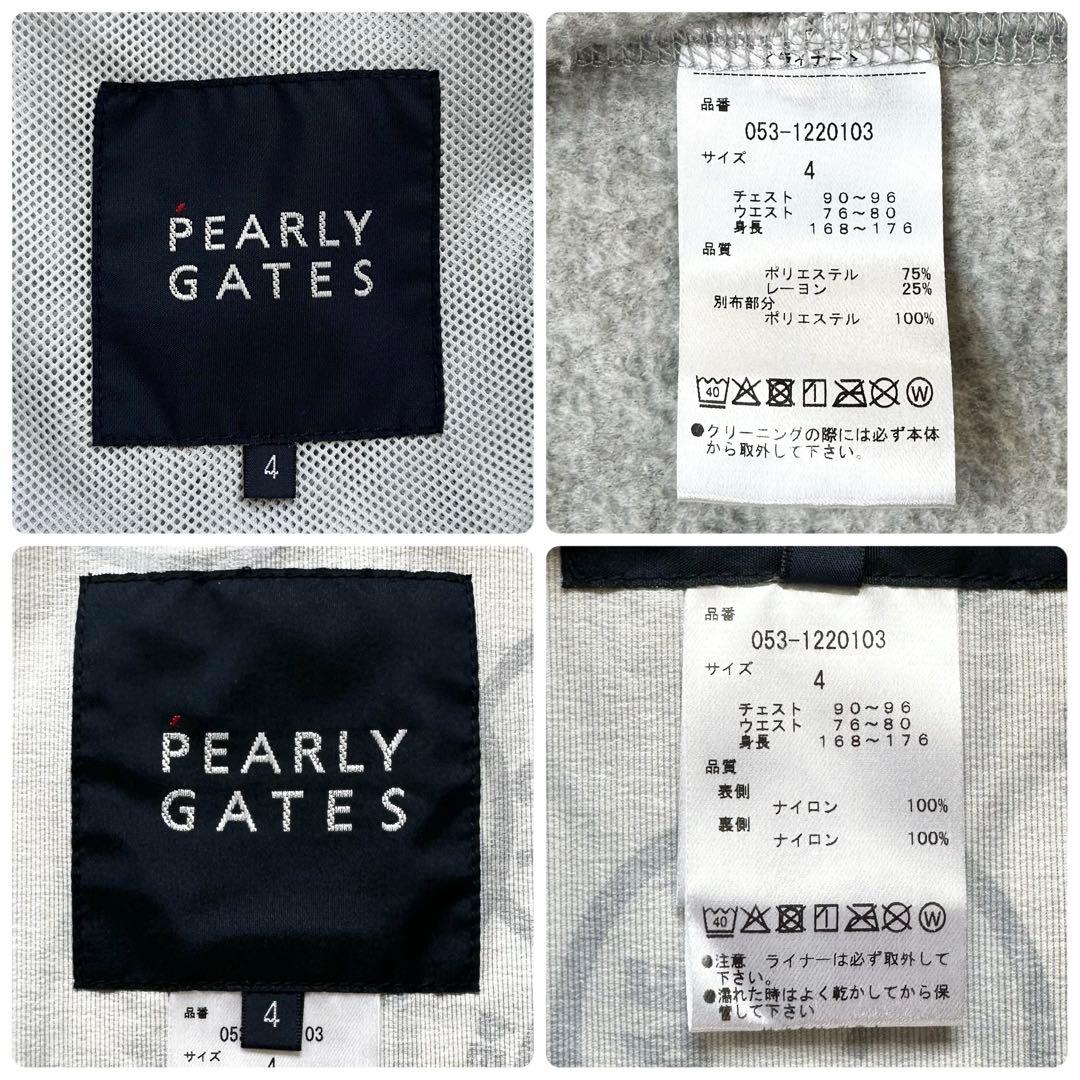 PEARLY
GATES
4
<ライナー>
品番
053-1220103
サイズ
4
チェスト 90～96
ウエスト 76～80
身長 168～176
品質
ポリエステル 75%
レーヨン 25%
別布部分
ポリエステル 100%
40 W
●クリーニングの際には必ず本体
から取外して下さい。
PEARLY
GATES
4
品番
05 03
サイズ
4
品番
053-1220103
サイズ
4
チェスト 90～96
ウエスト 76～80
身長 168～176
品質
表側
ナイロン 100%
裏側
ナイロン 100%
40 W
●注意 ライナーは必ず取外して
下さい。
●濡れた時はよく乾かしてから保
管して下さい